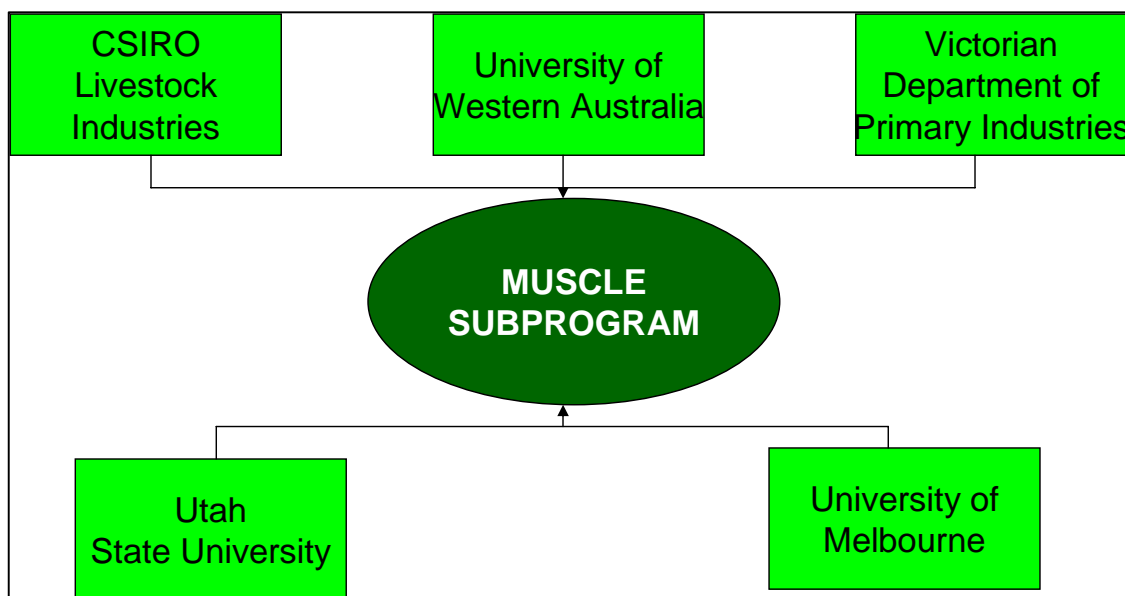 CSIRO
Livestock
Industries
University of
Western Australia
Victorian
Department of
Primary Industries
MUSCLE
SUBPROGRAM
Utah
State University
University of
Melbourne